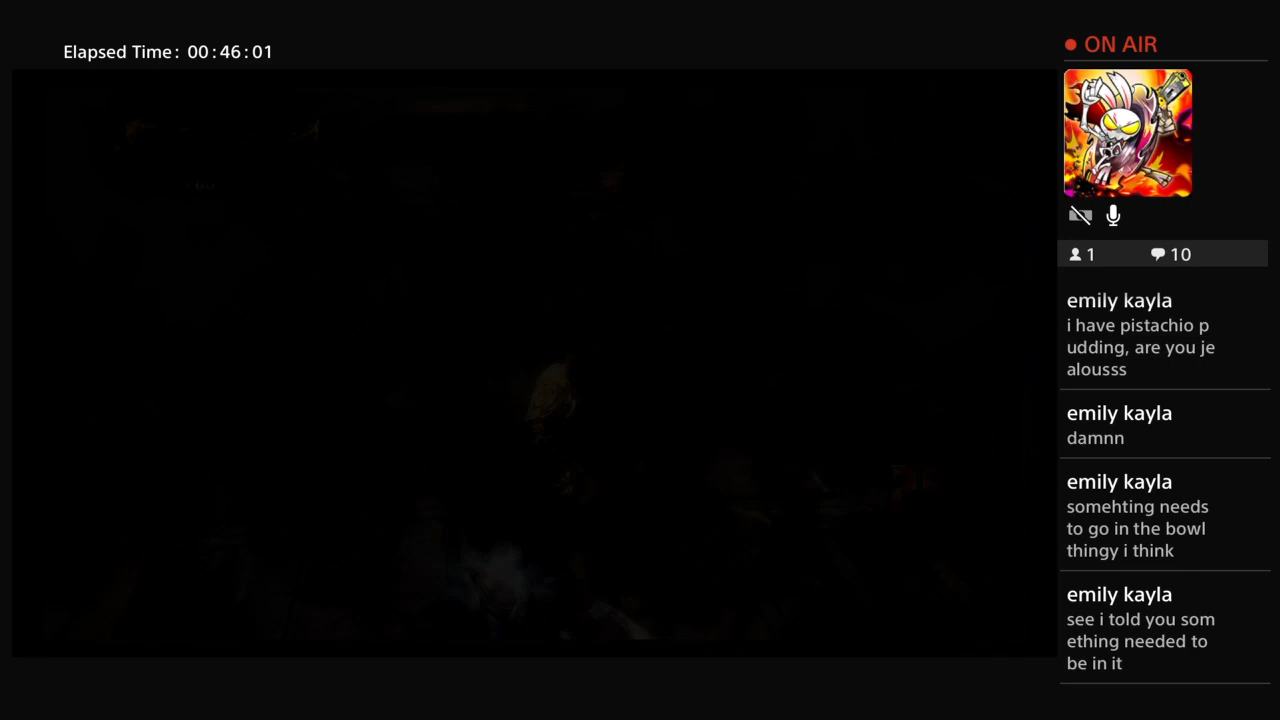 Elapsed Time: 00:46:01
ON AIR
1 10
emily kayla
i have pistachio p
udding, are you je
alousss
emily kayla
damnn
emily kayla
somehting needs
to go in the bowl
thingy i think
emily kayla
see i told you som
ething needed to
be in it